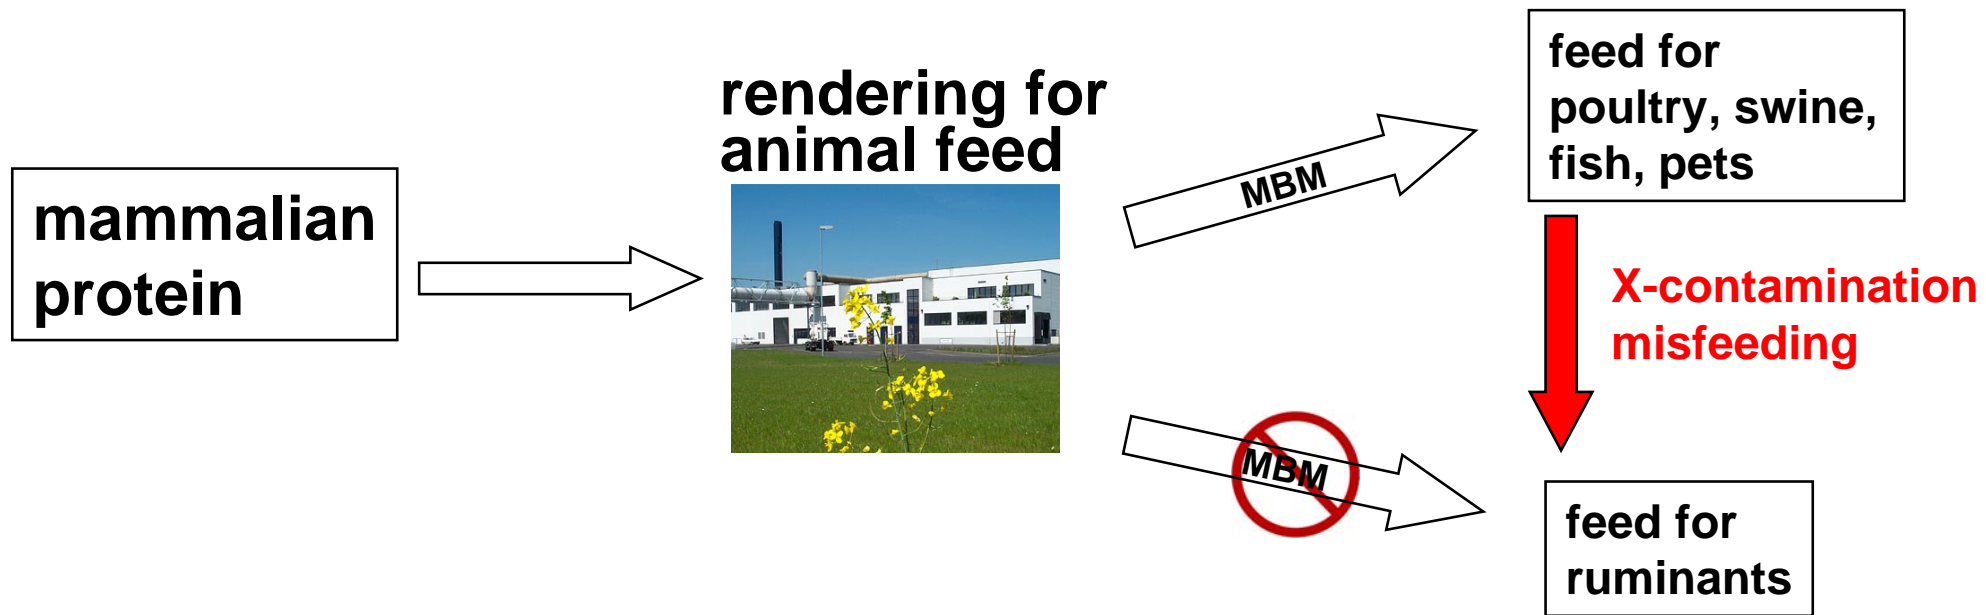 mammalian
protein
rendering for
animal feed
MBM
MBM
feed for
poultry, swine,
fish, pets
X-contamination
misfeeding
feed for
ruminants